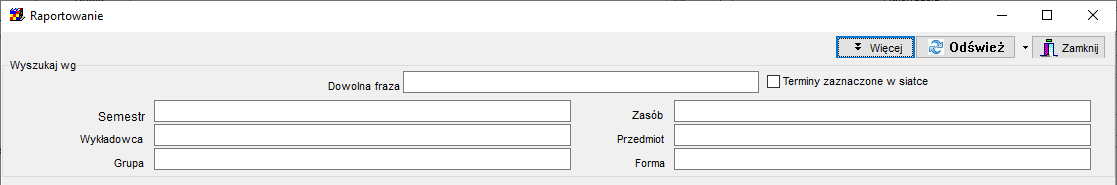 Raportowanie
Więcej Odśwież Zamknij
Wyszukaj wg
Dowolna fraza Terminy zaznaczone w siatce
Semestr Zasób
Wykładowca Przedmiot
Grupa Forma